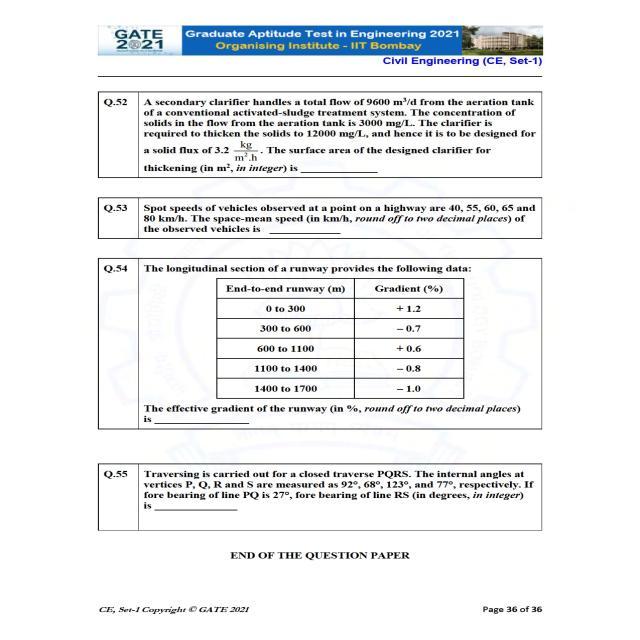 GATE
2021
Graduate Aptitude Test in Engineering 2021
Organising Institute - IIT Bombay
Civil Engineering (CE, Set-1)
Q.52 A secondary clarifier handles a total flow of 9600 m³/d from the aeration tank
of a conventional activated-sludge treatment system. The concentration of
solids in the flow from the aeration tank is 3000 mg/L. The clarifier is
required to thicken the solids to 12000 mg/L, and hence it is to be designed for
a solid flux of 3.2 kg/m².h . The surface area of the designed clarifier for
thickening (in m², in integer) is ____________
Q.53 Spot speeds of vehicles observed at a point on a highway are 40, 55, 60, 65 and
80 km/h. The space-mean speed (in km/h, round off to two decimal places) of
the observed vehicles is ____________
Q.54 The longitudinal section of a runway provides the following data:
End-to-end runway (m) Gradient (%)
0 to 300 + 1.2
300 to 600 – 0.7
600 to 1100 + 0.6
1100 to 1400 – 0.8
1400 to 1700 – 1.0
The effective gradient of the runway (in %, round off to two decimal places)
is ______________
Q.55 Traversing is carried out for a closed traverse PQRS. The internal angles at
vertices P, Q, R and S are measured as 92°, 68°, 123°, and 77°, respectively. If
fore bearing of line PQ is 27°, fore bearing of line RS (in degrees, in integer)
is ____________
END OF THE QUESTION PAPER
CE, Set-1 Copyright © GATE 2021 Page 36 of 36